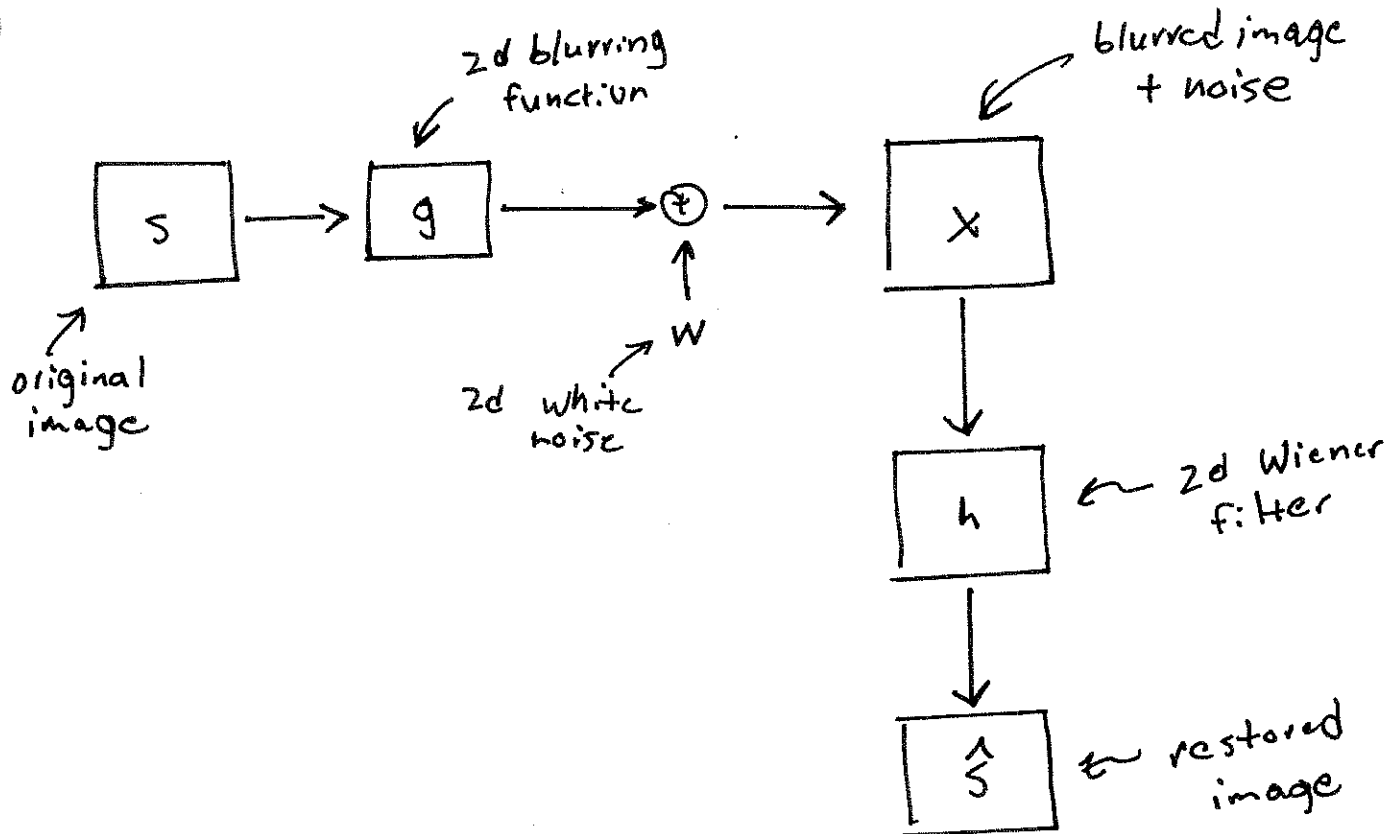 2d blurring
function
blurred image
+ noise
s
g
+
x
w
original
image
2d white
noise
h
2d Wiener
filter
ŝ
restored
image